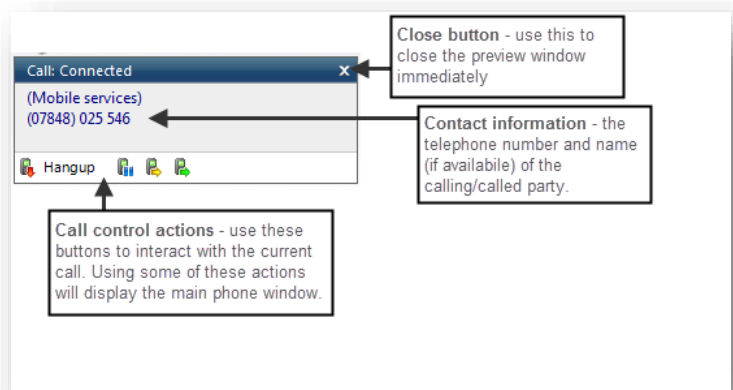 Close button - use this to
close the preview window
immediately
Call: Connected x
(Mobile services)
(07848) 025 546
Contact information - the
telephone number and name
(if availabile) of the
calling/called party.
Hangup
Call control actions - use these
buttons to interact with the current
call. Using some of these actions
will display the main phone window.